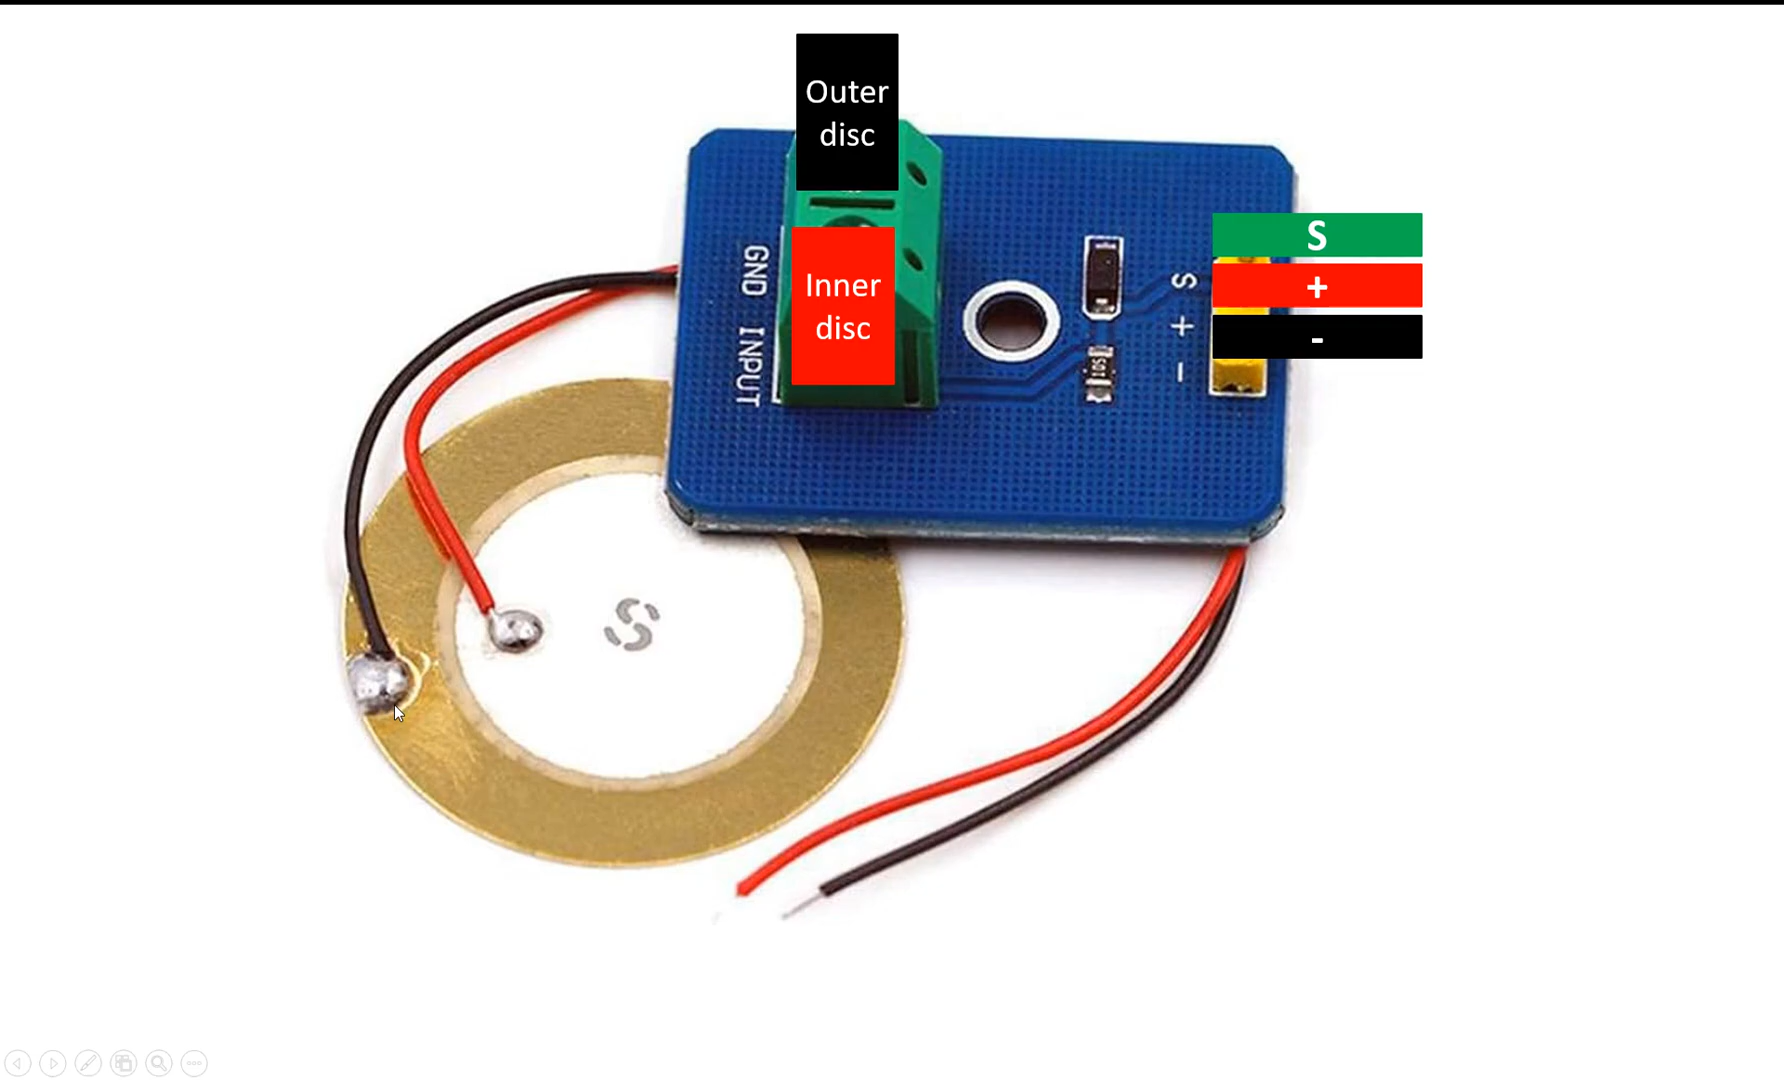 Outer
disc
Inner
disc
GND
INPUT
S
+
-
S
+
-
105